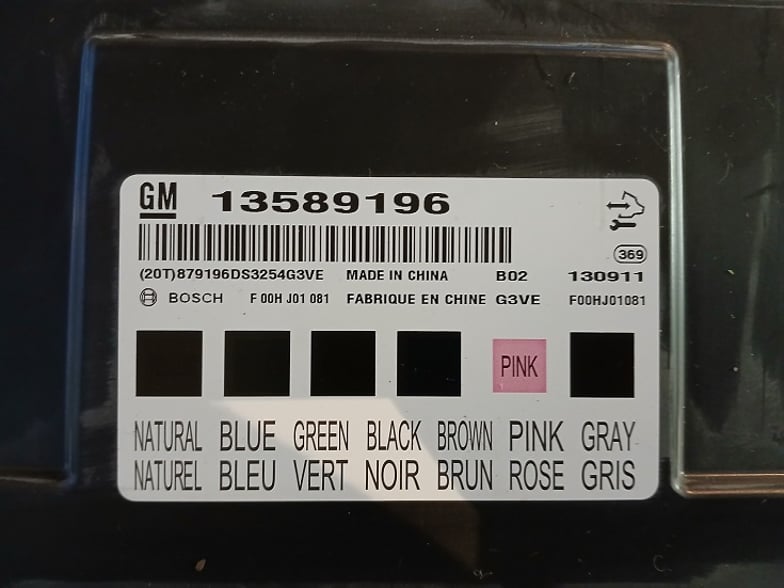 GM 13589196
369
(20T)879196DS3254G3VE MADE IN CHINA B02 130911
BOSCH F 00H J01 081 FABRIQUE EN CHINE G3VE F00HJ01081
PINK
NATURAL BLUE GREEN BLACK BROWN PINK GRAY
NATUREL BLEU VERT NOIR BRUN ROSE GRIS